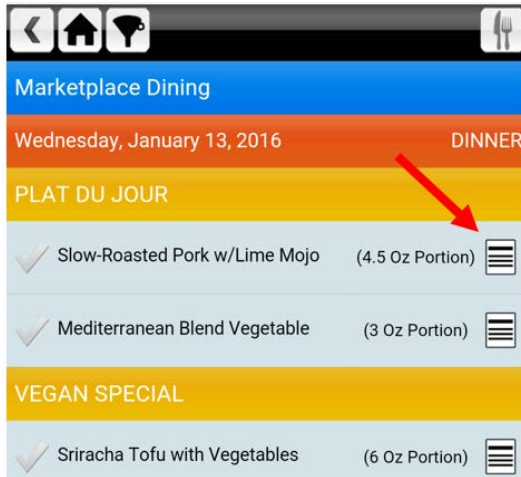 Marketplace Dining
Wednesday, January 13, 2016 DINNER
PLAT DU JOUR
Slow-Roasted Pork w/Lime Mojo (4.5 Oz Portion)
Mediterranean Blend Vegetable (3 Oz Portion)
VEGAN SPECIAL
Sriracha Tofu with Vegetables (6 Oz Portion)